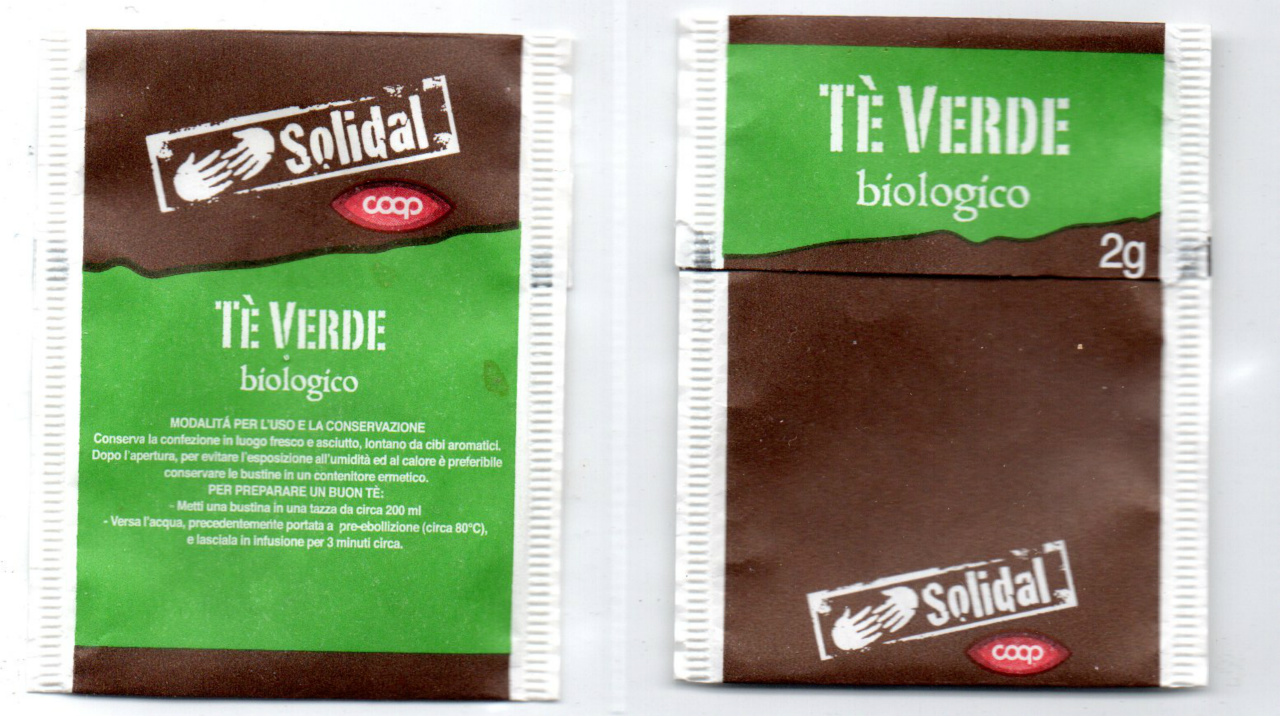 Solidal
coop
TÈ VERDE
biologico
MODALITÁ PER L'USO E LA CONSERVAZIONE
Conserva la confezione in luogo fresco e asciutto, lontano da cibi aromatici.
Dopo l'apertura, per evitare l'esposizione all'umidità ed al calore è preferibile
conservare le bustine in un contenitore ermetico.
PER PREPARARE UN BUON TÈ:
- Metti una bustina in una tazza da circa 200 ml
- Versa l'acqua, precedentemente portata a pre-ebollizione (circa 80°C),
e lasciala in infusione per 3 minuti circa.
TÈ VERDE
biologico
2g
Solidal
coop